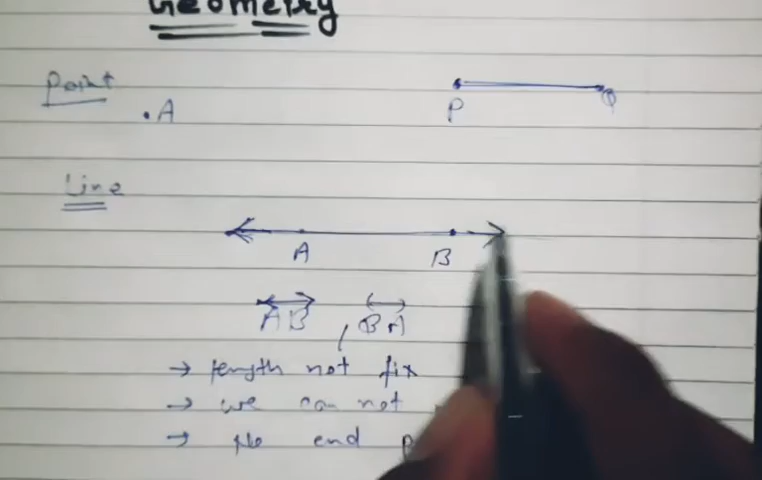 Geometry
Point
.A
P Q
Line
A B
AB , BA
→ length not fix
→ we can not
→ No end